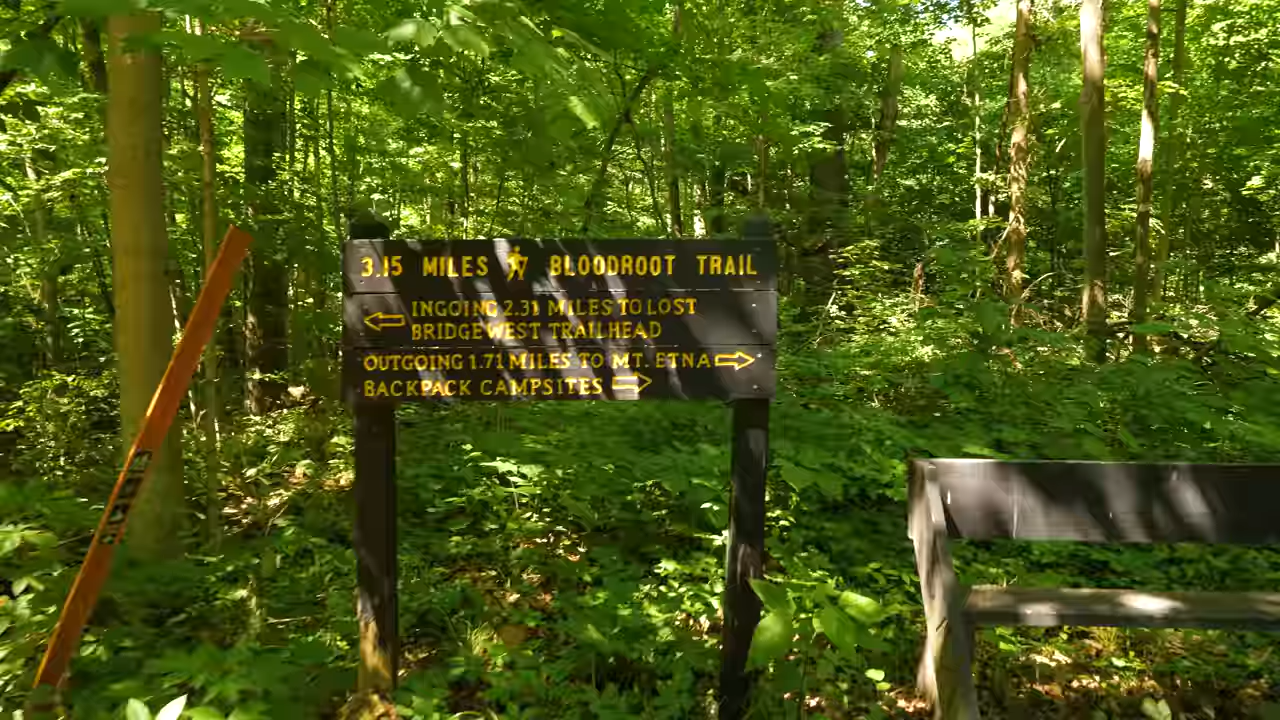 3.15 MILES BLOODROOT TRAIL
INGOING 2.31 MILES TO LOST
BRIDGE WEST TRAILHEAD
OUTGOING 1.71 MILES TO MT. ETNA
BACKPACK CAMPSITES